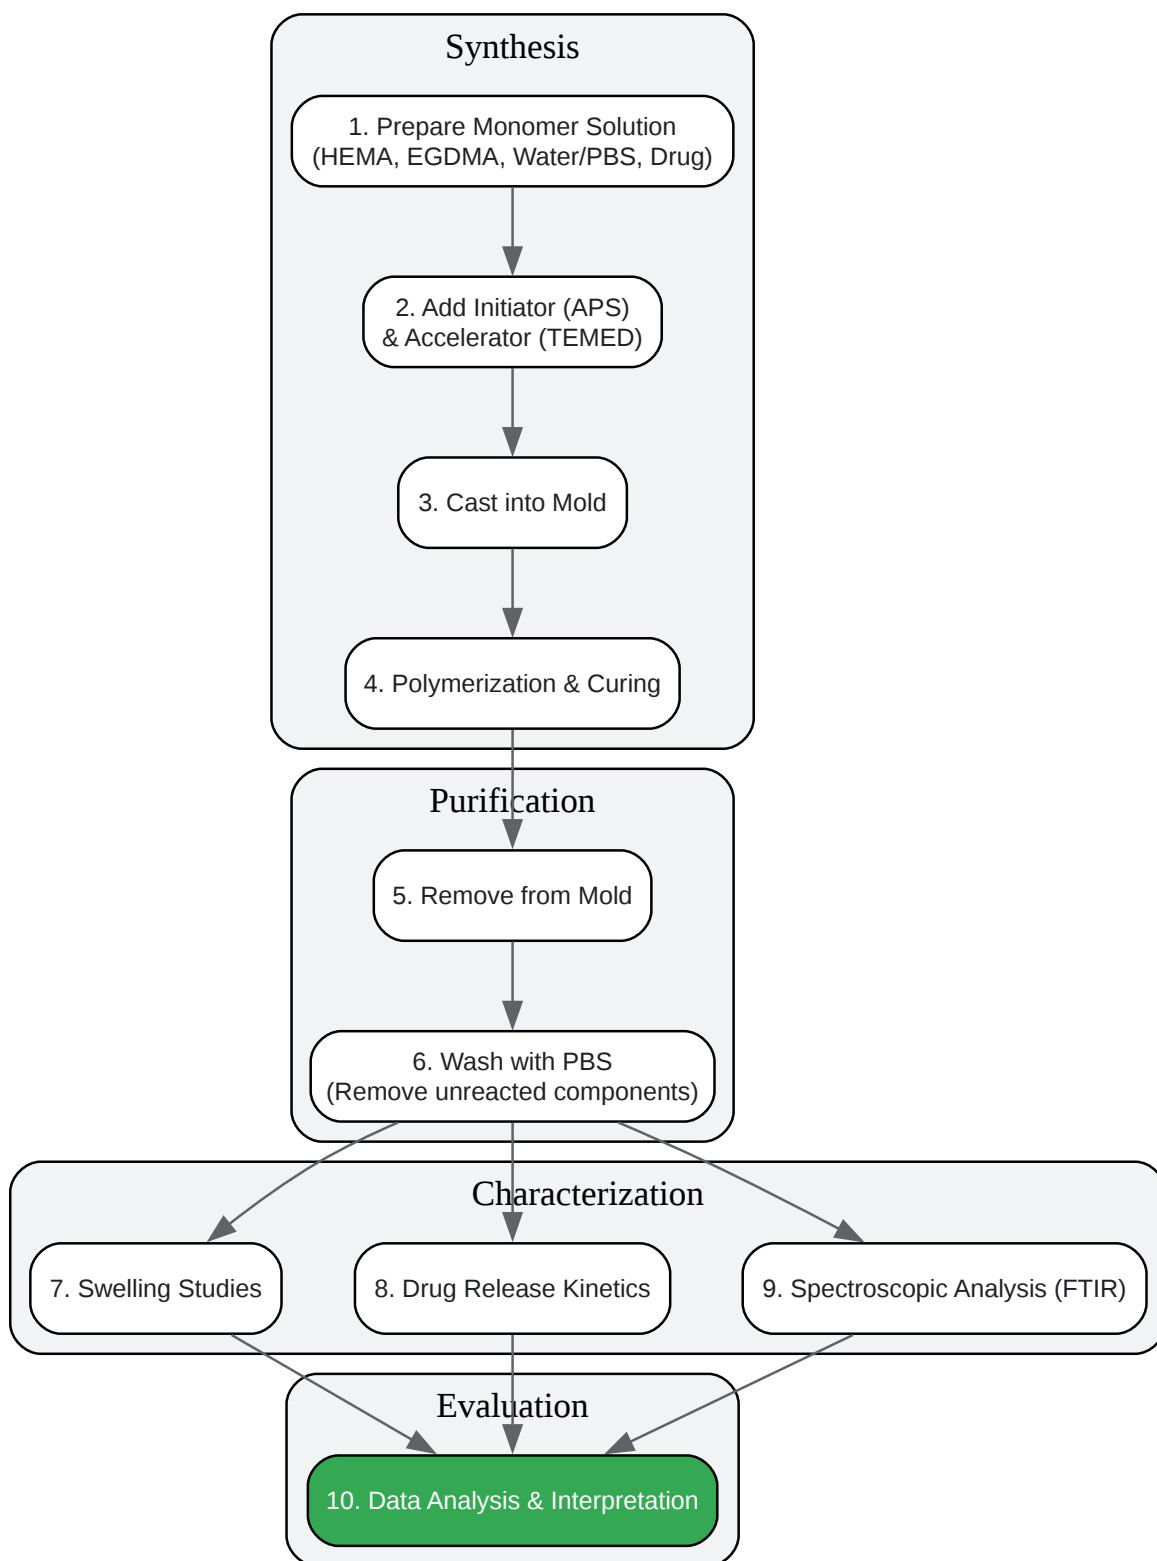 Synthesis
1. Prepare Monomer Solution
(HEMA, EGDMA, Water/PBS, Drug)
2. Add Initiator (APS)
& Accelerator (TEMED)
3. Cast into Mold
4. Polymerization & Curing
Purification
5. Remove from Mold
6. Wash with PBS
(Remove unreacted components)
Characterization
7. Swelling Studies
8. Drug Release Kinetics
9. Spectroscopic Analysis (FTIR)
Evaluation
10. Data Analysis & Interpretation